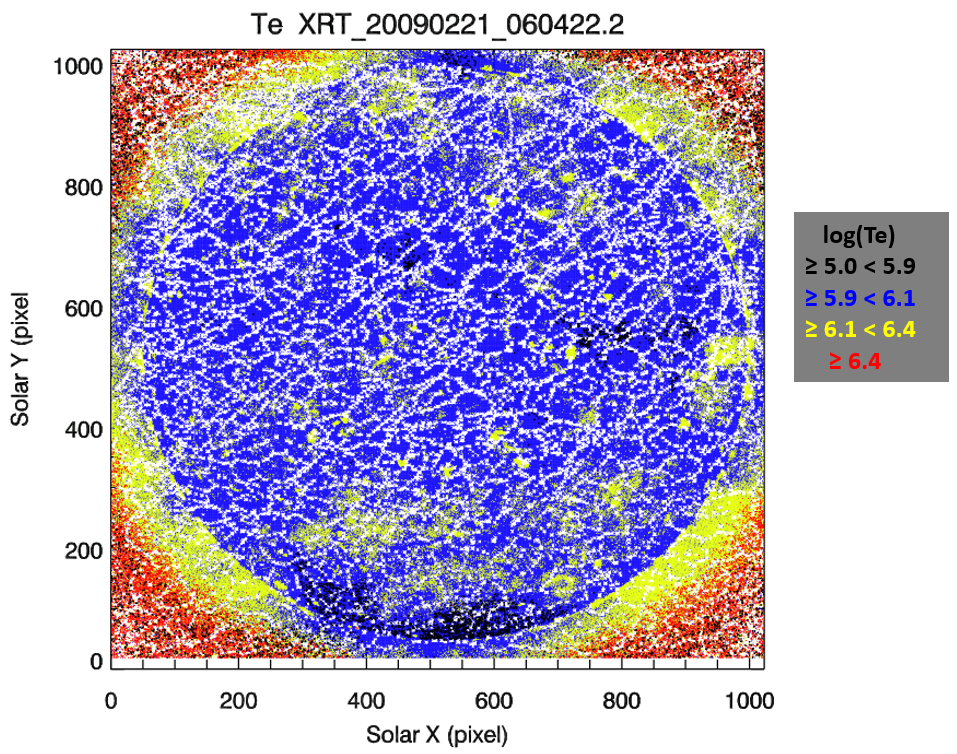 Te XRT_20090221_060422.2
1000
800
600
400
200
0
Solar Y (pixel)
0 200 400 600 800 1000
Solar X (pixel)
log(Te)
≥ 5.0 < 5.9
≥ 5.9 < 6.1
≥ 6.1 < 6.4
≥ 6.4